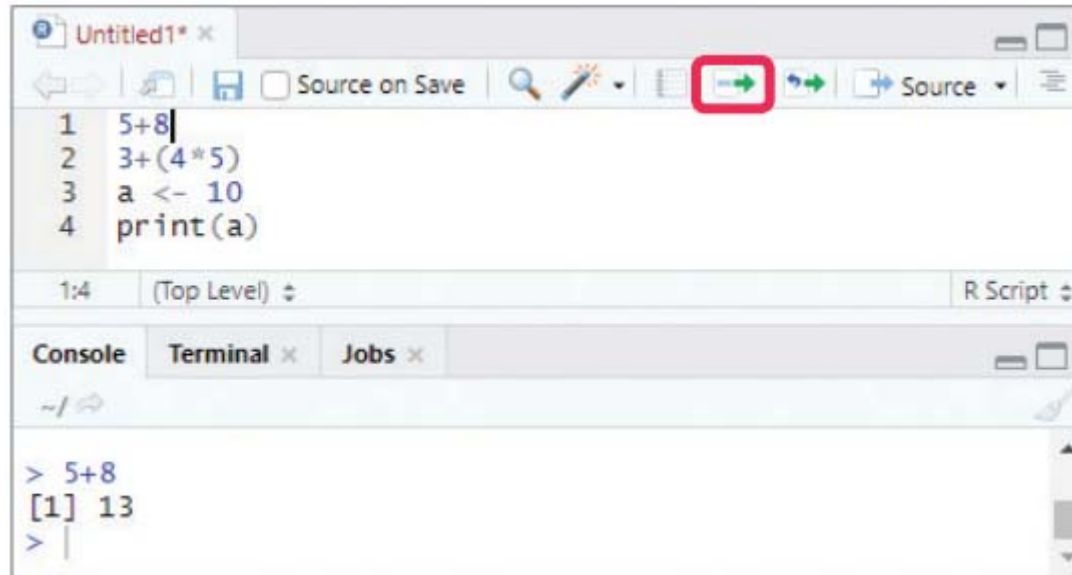 Untitled1*
Source on Save Source
1 5+8
2 3+(4*5)
3 a <- 10
4 print(a)
1:4 (Top Level) R Script
Console Terminal Jobs
~/
> 5+8
[1] 13
>